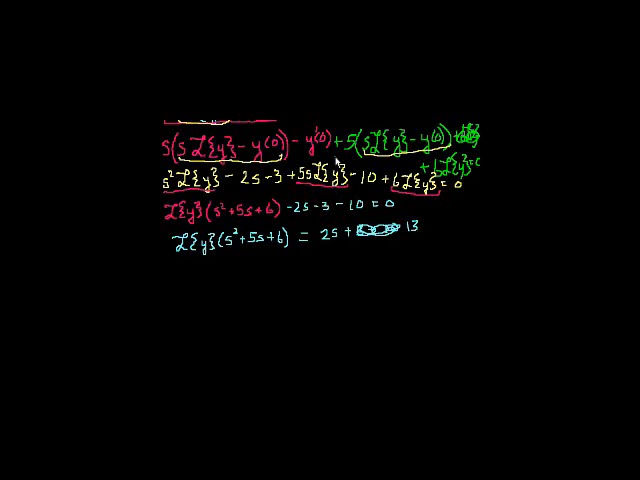 s(sℒ{y} - y(0)) - y'(0) + 5(sℒ{y} - y(0))
+ 6ℒ{y} = 0
s²ℒ{y} - 2s - 3 + 5sℒ{y} - 10 + 6ℒ{y} = 0
ℒ{y}(s² + 5s + 6) - 2s - 3 - 10 = 0
ℒ{y}(s² + 5s + 6) = 2s + 13